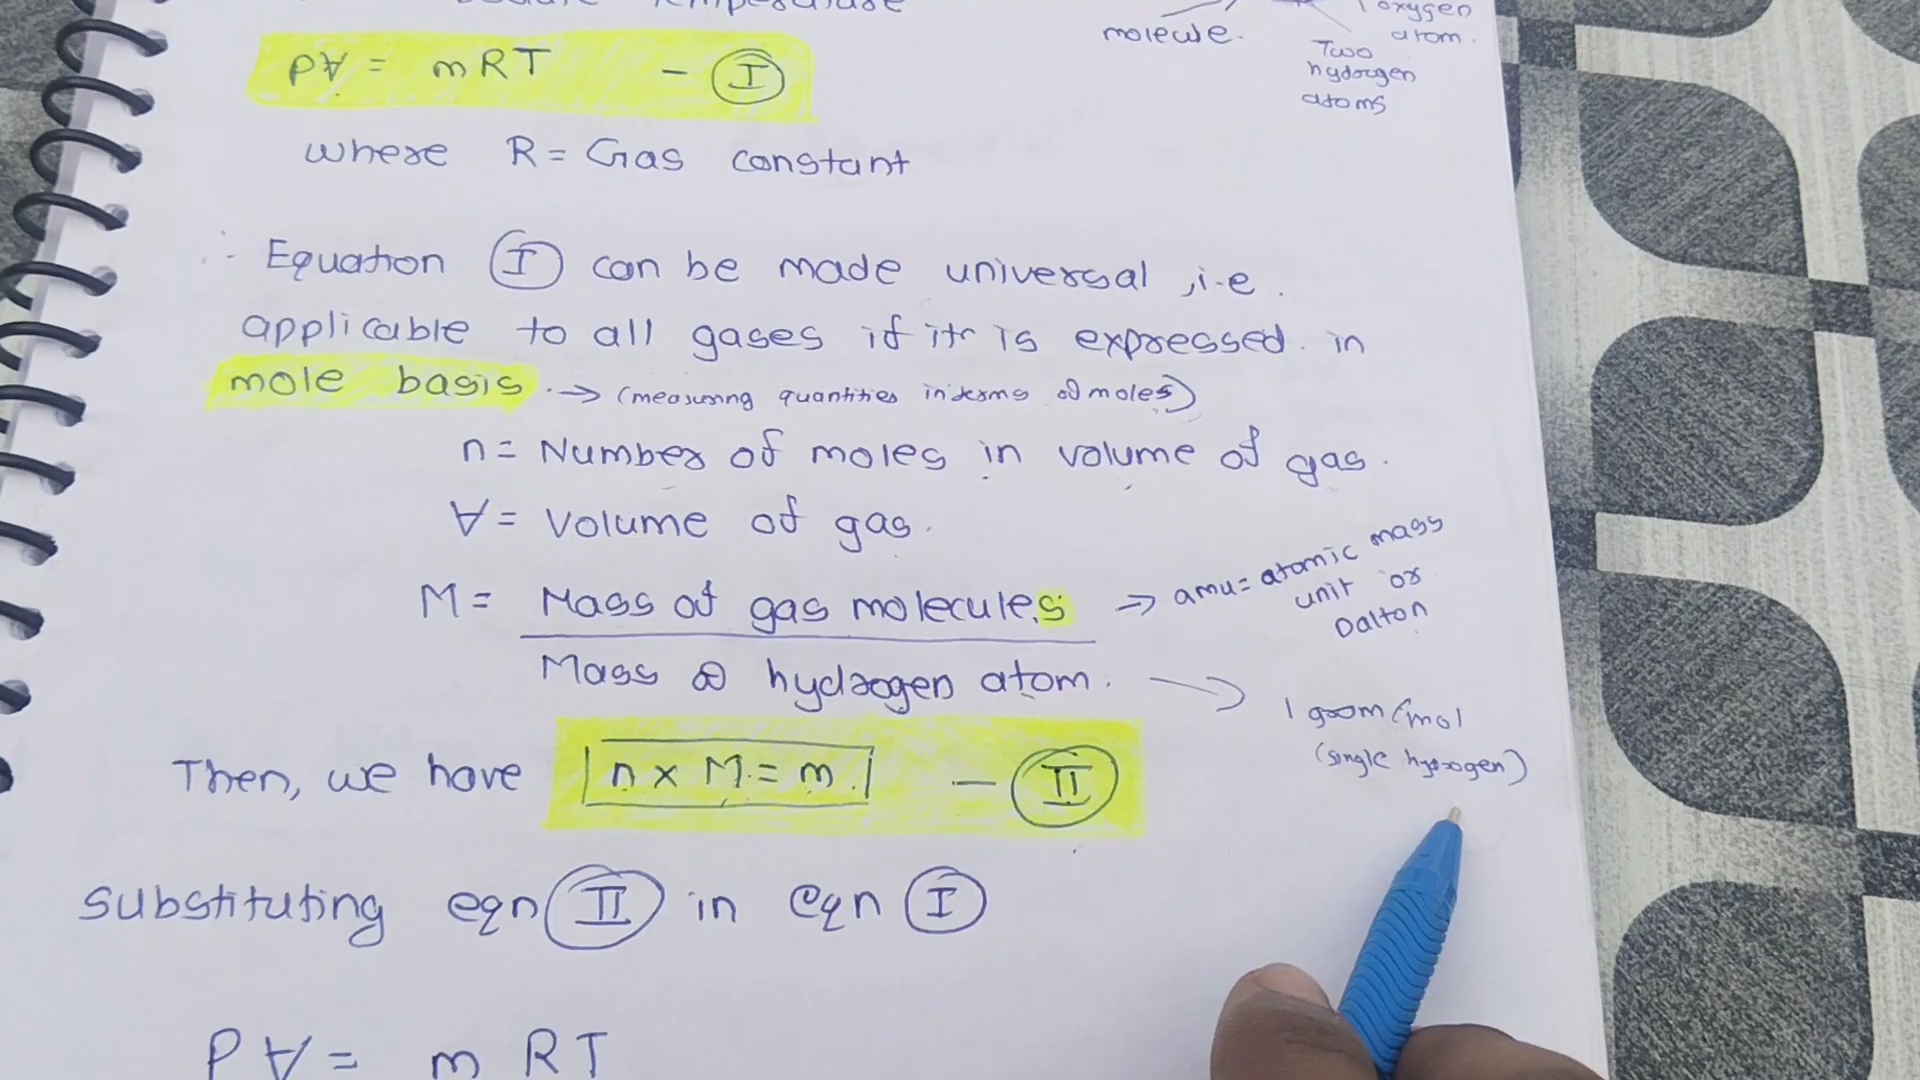 Temperature
molecule.
1 oxygen
atom.
Two
hydrogen
atoms
P∀ = mRT - Ⓘ
where R = Gas constant
∴ Equation Ⓘ can be made universal, i.e.
applicable to all gases if it is expressed in
mole basis. → (measuring quantities in terms of moles)
n = Number of moles in volume of gas.
∀ = Volume of gas.
M = Mass of gas molecules → amu = atomic mass
unit or
Dalton
Mass of hydrogen atom. →
1 gram/mol
(single hydrogen)
Then, we have n x M = m - (II)
substituting eqn (II) in eqn Ⓘ
P∀ = m RT